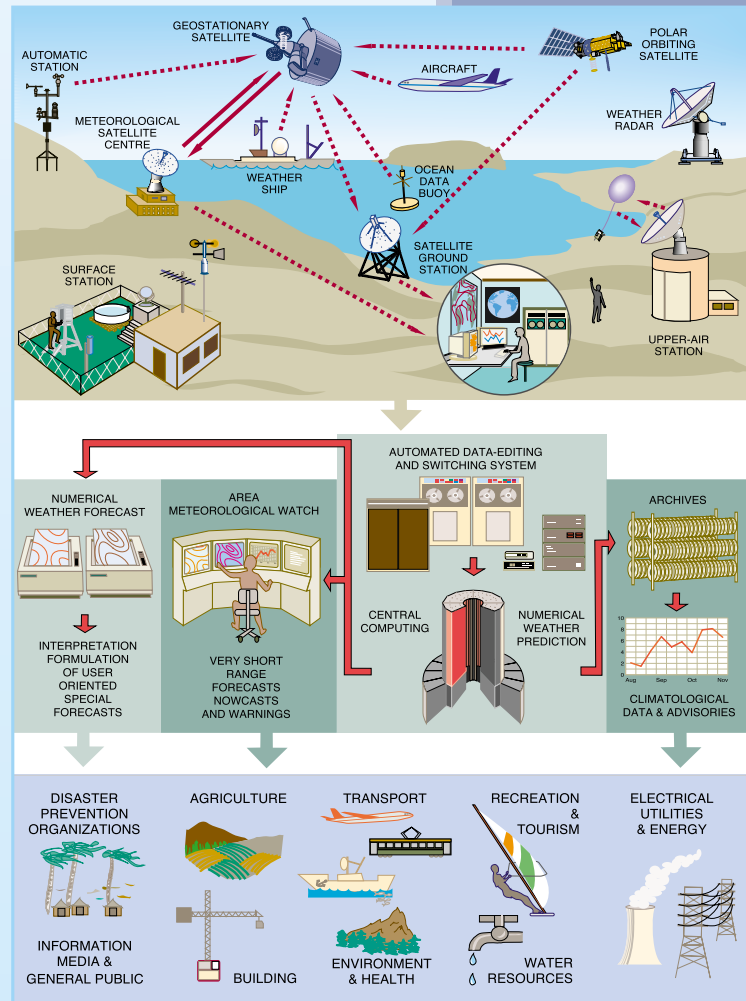 GEOSTATIONARY
SATELLITE
POLAR
ORBITING
SATELLITE
AUTOMATIC
STATION
AIRCRAFT
WEATHER
RADAR
METEOROLOGICAL
SATELLITE
CENTRE
WEATHER
SHIP
OCEAN
DATA
BUOY
SATELLITE
GROUND
STATION
SURFACE
STATION
UPPER-AIR
STATION
AUTOMATED DATA-EDITING
AND SWITCHING SYSTEM
NUMERICAL
WEATHER FORECAST
AREA
METEOROLOGICAL WATCH
ARCHIVES
CENTRAL
COMPUTING
NUMERICAL
WEATHER
PREDICTION
INTERPRETATION
FORMULATION
OF USER
ORIENTED
SPECIAL
FORECASTS
VERY SHORT
RANGE
FORECASTS
NOWCASTS
AND WARNINGS
10
8
6
4
2
0
Aug
Sep
Oct
Nov
CLIMATOLOGICAL
DATA & ADVISORIES
DISASTER
PREVENTION
ORGANIZATIONS
AGRICULTURE
TRANSPORT
RECREATION
&
TOURISM
ELECTRICAL
UTILITIES
& ENERGY
INFORMATION
MEDIA &
GENERAL PUBLIC
BUILDING
ENVIRONMENT
& HEALTH
WATER
RESOURCES